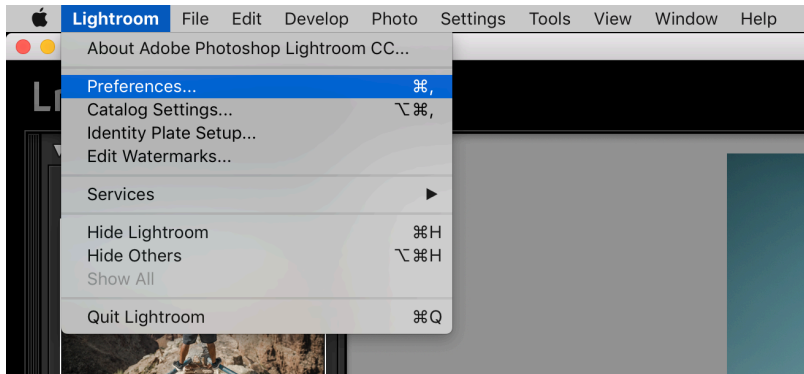 Lightroom File Edit Develop Photo Settings Tools View Window Help
About Adobe Photoshop Lightroom CC...
Preferences... ⌘,
Catalog Settings... ⌥⌘,
Identity Plate Setup...
Edit Watermarks...
Services ▶
Hide Lightroom ⌘H
Hide Others ⌥⌘H
Show All
Quit Lightroom ⌘Q